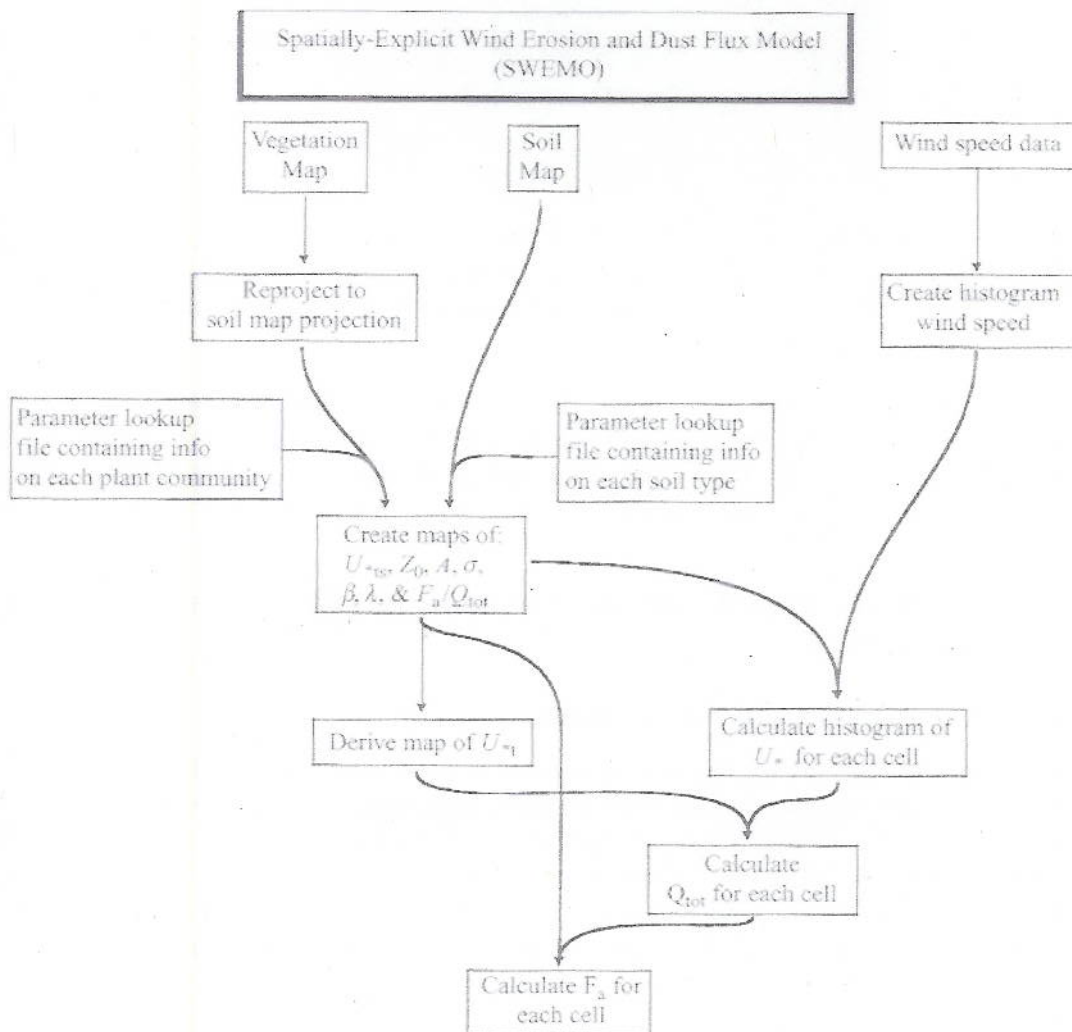 Spatially-Explicit Wind Erosion and Dust Flux Model
(SWEMO)
Vegetation
Map
Soil
Map
Wind speed data
Reproject to
soil map projection
Create histogram
wind speed
Parameter lookup
file containing info
on each plant community
Parameter lookup
file containing info
on each soil type
Create maps of:
U*ts, Z0, A, σ,
β, λ, & Fa/Qtot
Derive map of U*t
Calculate histogram of
U* for each cell
Calculate
Qtot for each cell
Calculate Fa for
each cell